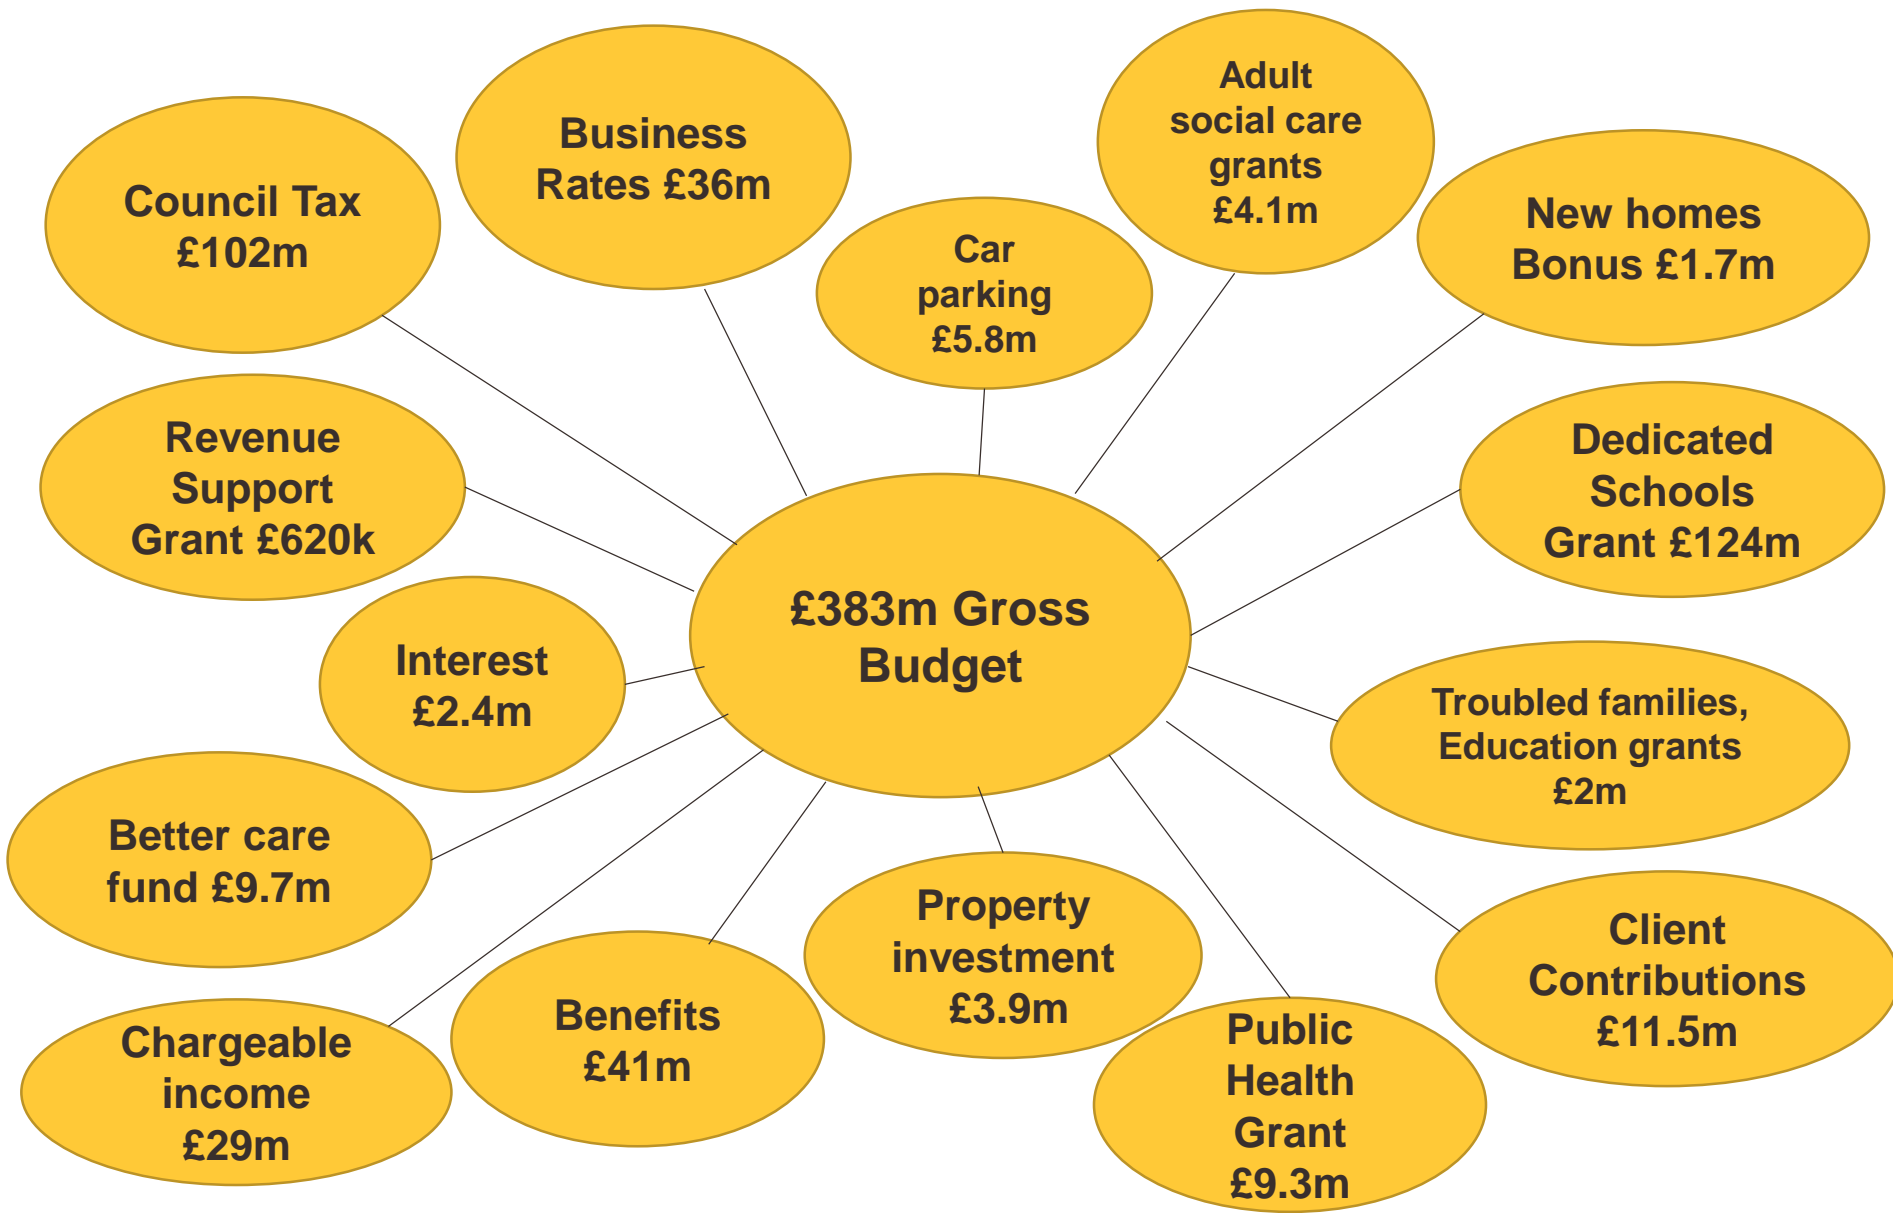 Council Tax
£102m
Business
Rates £36m
Car
parking
£5.8m
Adult
social care
grants
£4.1m
New homes
Bonus £1.7m
Revenue
Support
Grant £620k
Dedicated
Schools
Grant £124m
£383m Gross
Budget
Interest
£2.4m
Troubled families,
Education grants
£2m
Better care
fund £9.7m
Property
investment
£3.9m
Client
Contributions
£11.5m
Chargeable
income
£29m
Benefits
£41m
Public
Health
Grant
£9.3m